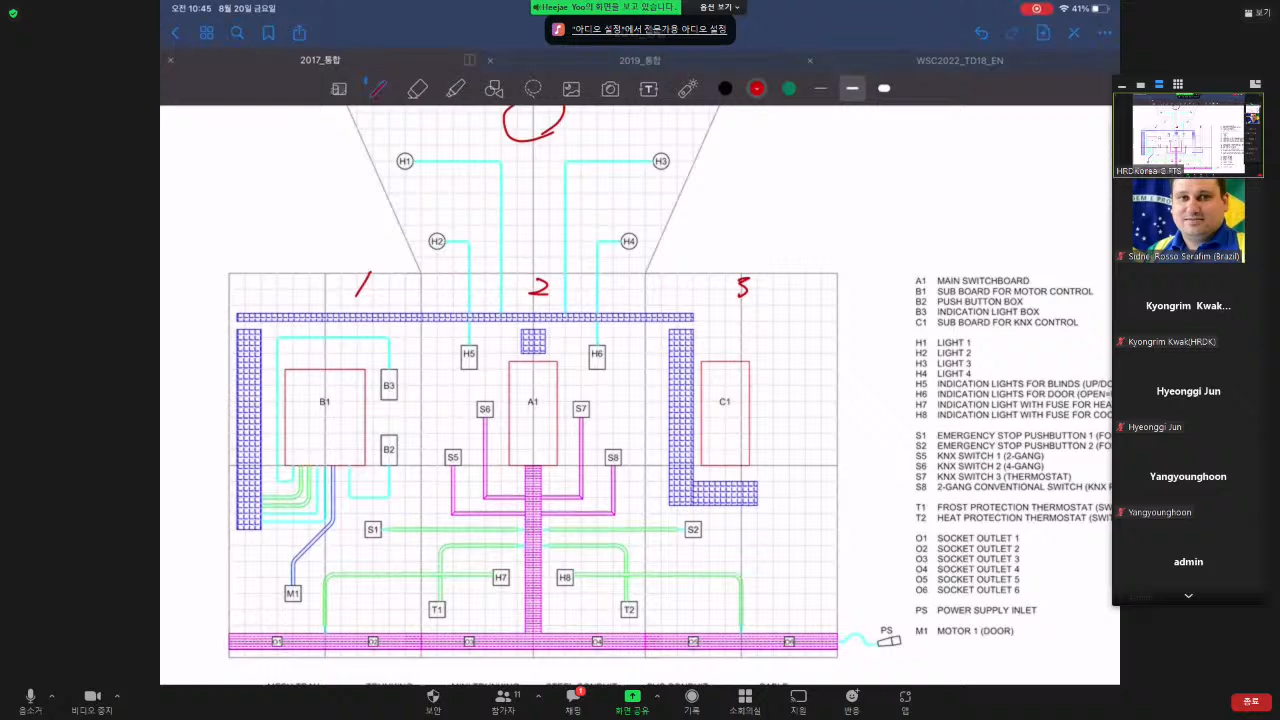 오전 10:45 8월 20일 금요일
Heejae Yoo의 화면을 보고 있습니다. 옵션 보기
41%
보기
"아디오 설정"에서 전문가용 아디오 설정
2017_통합
2019_통합
WSC2022_TD18_EN
H1
H3
H2
H4
1
2
3
H5
H6
B3
B1
S6
A1
S7
C1
B2
S5
S8
S1
S2
H7
H8
M1
T1
T2
O1
O2
O3
O4
O5
O6
PS
A1 MAIN SWITCHBOARD
B1 SUB BOARD FOR MOTOR CONTROL
B2 PUSH BUTTON BOX
B3 INDICATION LIGHT BOX
C1 SUB BOARD FOR KNX CONTROL
H1 LIGHT 1
H2 LIGHT 2
H3 LIGHT 3
H4 LIGHT 4
H5 INDICATION LIGHTS FOR BLINDS (UP/DO
H6 INDICATION LIGHTS FOR DOOR (OPEN=
H7 INDICATION LIGHT WITH FUSE FOR HEA
H8 INDICATION LIGHT WITH FUSE FOR COO
S1 EMERGENCY STOP PUSHBUTTON 1 (FO
S2 EMERGENCY STOP PUSHBUTTON 2 (FO
S5 KNX SWITCH 1 (2-GANG)
S6 KNX SWITCH 2 (4-GANG)
S7 KNX SWITCH 3 (THERMOSTAT)
S8 2-GANG CONVENTIONAL SWITCH (KNX P
T1 FROST PROTECTION THERMOSTAT (SW
T2 HEAT PROTECTION THERMOSTAT (SWIT
O1 SOCKET OUTLET 1
O2 SOCKET OUTLET 2
O3 SOCKET OUTLET 3
O4 SOCKET OUTLET 4
O5 SOCKET OUTLET 5
O6 SOCKET OUTLET 6
PS POWER SUPPLY INLET
M1 MOTOR 1 (DOOR)
Sidnei Rosso Serafim (Brazil)
Kyongrim Kwak...
Kyongrim Kwak(HRDK)
Hyeonggi Jun
Hyeonggi Jun
Yangyounghoon
Yangyounghoon
admin
음소거
비디오 중지
보안
11
참가자
1
채팅
화면 공유
기록
소회의실
지원
반응
앱
종료